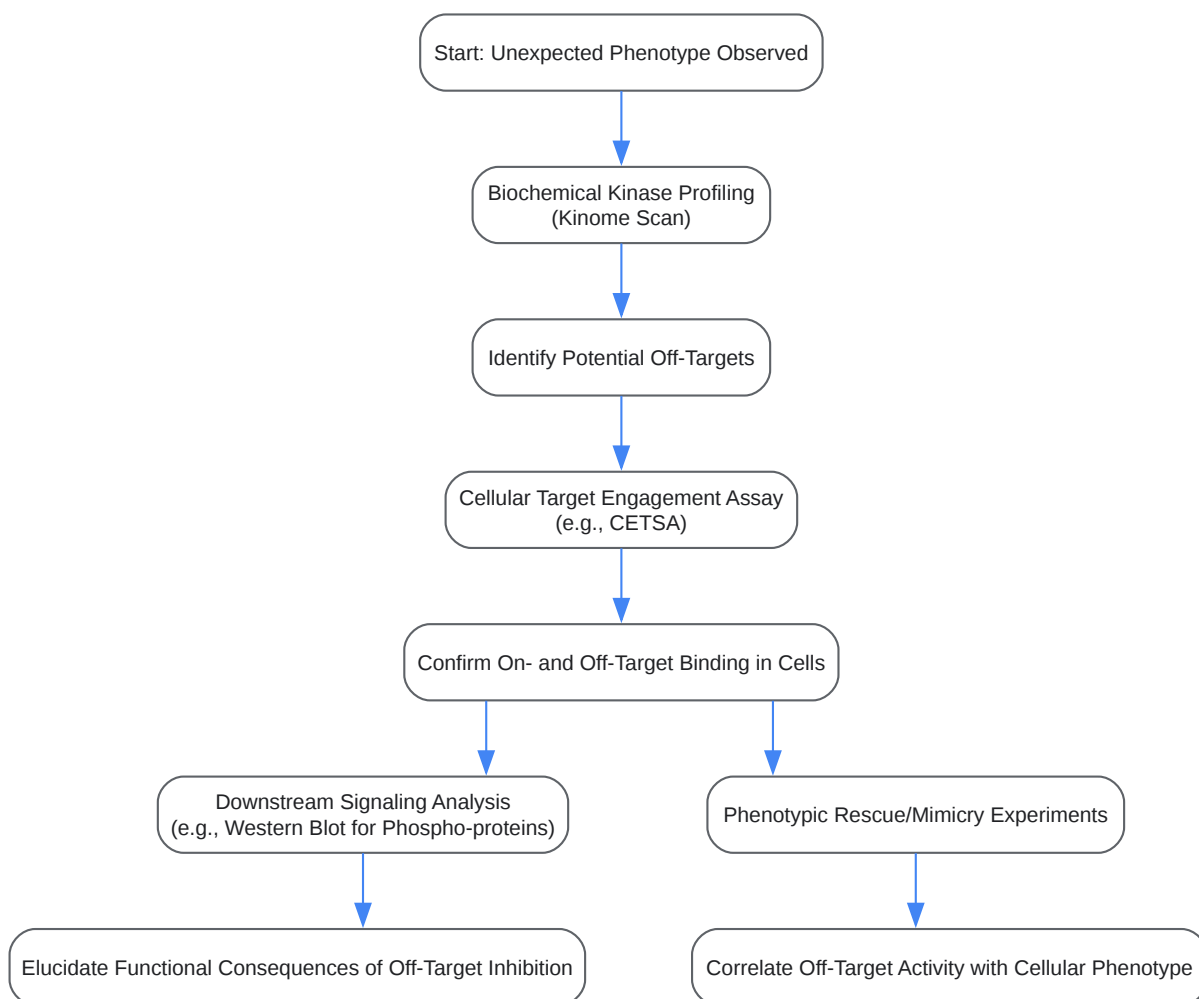 Start: Unexpected Phenotype Observed
Biochemical Kinase Profiling
(Kinome Scan)
Identify Potential Off-Targets
Cellular Target Engagement Assay
(e.g., CETSA)
Confirm On- and Off-Target Binding in Cells
Downstream Signaling Analysis
(e.g., Western Blot for Phospho-proteins)
Phenotypic Rescue/Mimicry Experiments
Elucidate Functional Consequences of Off-Target Inhibition
Correlate Off-Target Activity with Cellular Phenotype